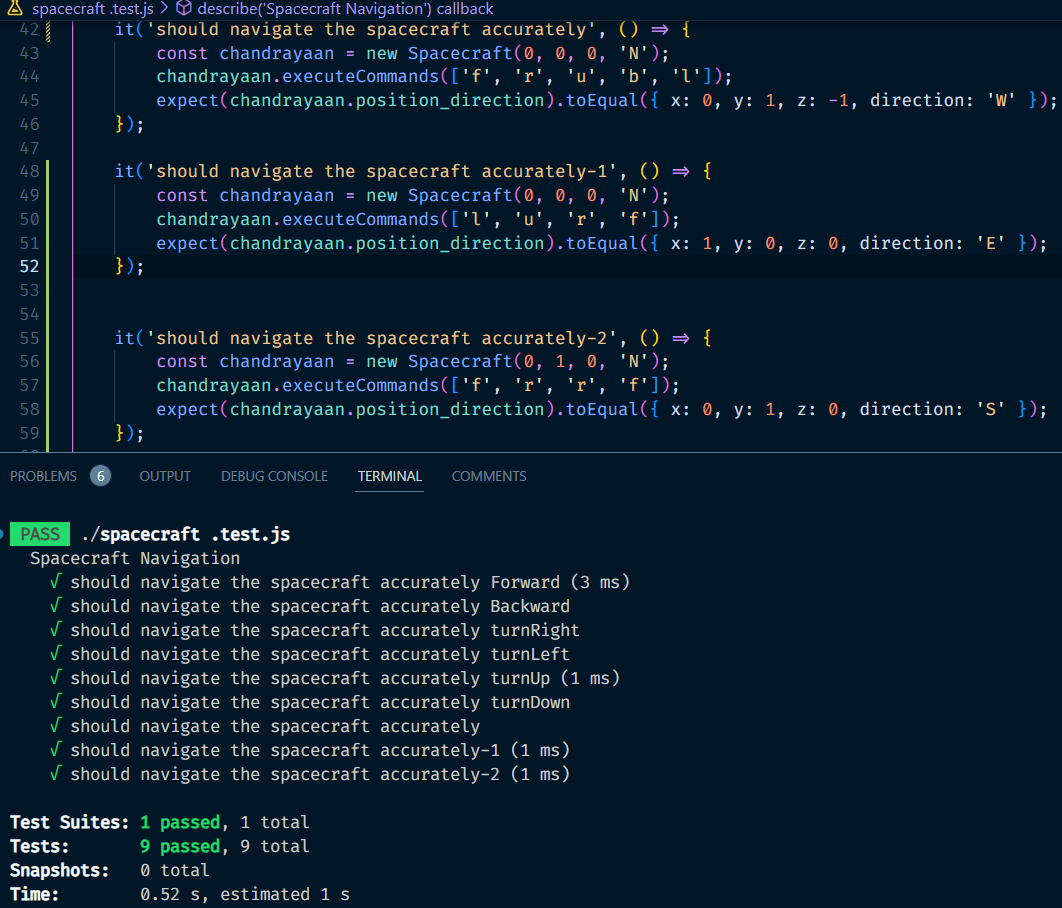 spacecraft .test.js > describe('Spacecraft Navigation') callback
42 it('should navigate the spacecraft accurately', () => {
43 const chandrayaan = new Spacecraft(0, 0, 0, 'N');
44 chandrayaan.executeCommands(['f', 'r', 'u', 'b', 'l']);
45 expect(chandrayaan.position_direction).toEqual({ x: 0, y: 1, z: -1, direction: 'W' });
46 });
47
48 it('should navigate the spacecraft accurately-1', () => {
49 const chandrayaan = new Spacecraft(0, 0, 0, 'N');
50 chandrayaan.executeCommands(['l', 'u', 'r', 'f']);
51 expect(chandrayaan.position_direction).toEqual({ x: 1, y: 0, z: 0, direction: 'E' });
52 });
53
54
55 it('should navigate the spacecraft accurately-2', () => {
56 const chandrayaan = new Spacecraft(0, 1, 0, 'N');
57 chandrayaan.executeCommands(['f', 'r', 'r', 'f']);
58 expect(chandrayaan.position_direction).toEqual({ x: 0, y: 1, z: 0, direction: 'S' });
59 });
PROBLEMS 6 OUTPUT DEBUG CONSOLE TERMINAL COMMENTS
PASS ./spacecraft .test.js
Spacecraft Navigation
√ should navigate the spacecraft accurately Forward (3 ms)
√ should navigate the spacecraft accurately Backward
√ should navigate the spacecraft accurately turnRight
√ should navigate the spacecraft accurately turnLeft
√ should navigate the spacecraft accurately turnUp (1 ms)
√ should navigate the spacecraft accurately turnDown
√ should navigate the spacecraft accurately
√ should navigate the spacecraft accurately-1 (1 ms)
√ should navigate the spacecraft accurately-2 (1 ms)
Test Suites: 1 passed, 1 total
Tests: 9 passed, 9 total
Snapshots: 0 total
Time: 0.52 s, estimated 1 s